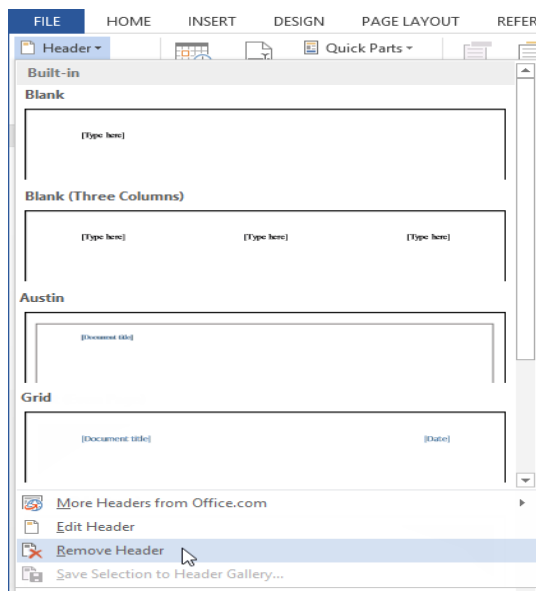 FILE HOME INSERT DESIGN PAGE LAYOUT REFER
Header Quick Parts
Built-in
Blank
[Type here]
Blank (Three Columns)
[Type here] [Type here] [Type here]
Austin
[Document title]
Grid
[Document title] [Date]
More Headers from Office.com
Edit Header
Remove Header
Save Selection to Header Gallery...